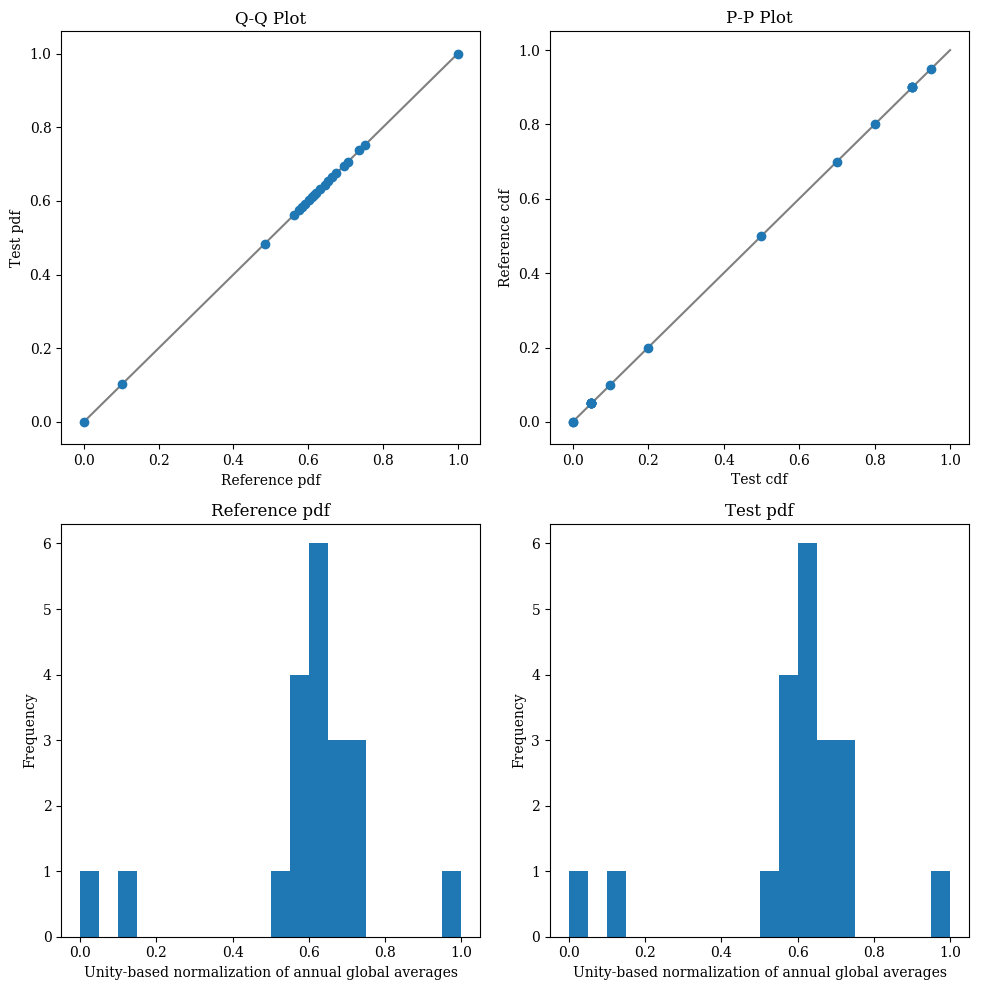 Q-Q Plot
1.0
0.8
0.6
0.4
0.2
0.0
Test pdf
0.0 0.2 0.4 0.6 0.8 1.0
Reference pdf
P-P Plot
1.0
0.8
0.6
0.4
0.2
0.0
Reference cdf
0.0 0.2 0.4 0.6 0.8 1.0
Test cdf
Reference pdf
6
5
4
3
2
1
0
Frequency
0.0 0.2 0.4 0.6 0.8 1.0
Unity-based normalization of annual global averages
Test pdf
6
5
4
3
2
1
0
Frequency
0.0 0.2 0.4 0.6 0.8 1.0
Unity-based normalization of annual global averages